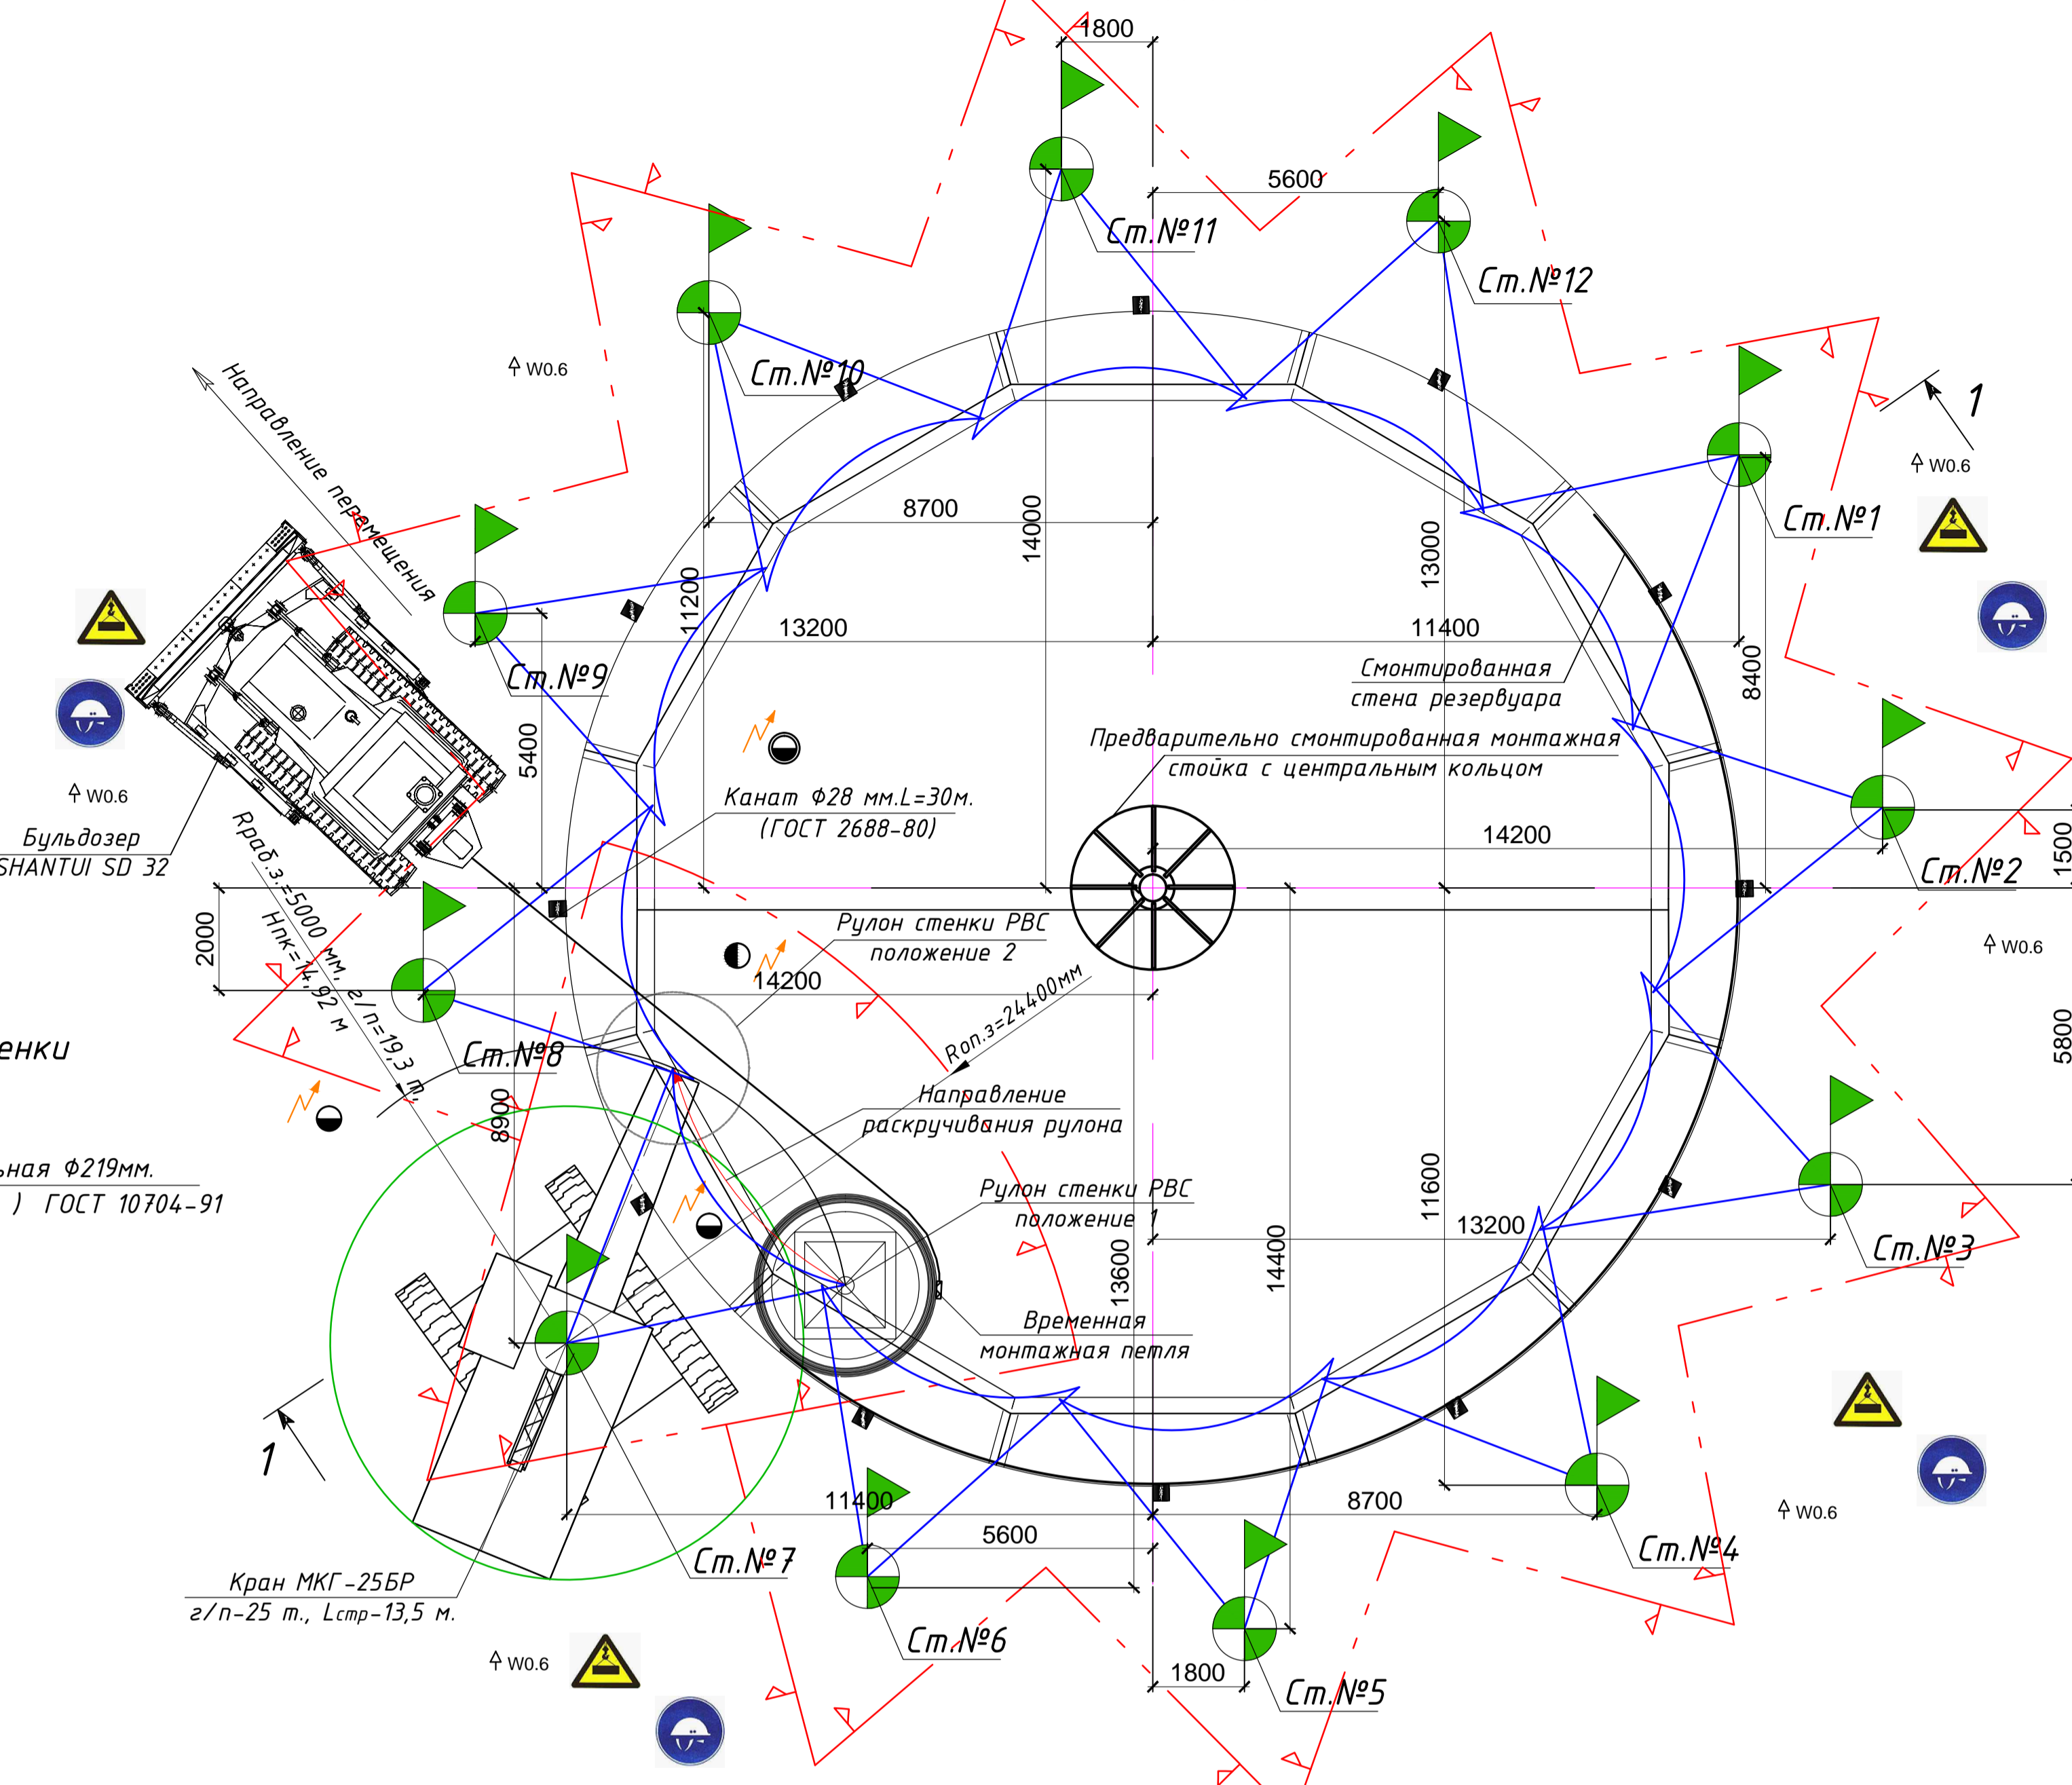 1800
5600
Ст.№11
Ст.№12
Ст.№10
W0.6
Направление перемещения
1
W0.6
Ст.№1
8700
14000
13000
11200
13200
11400
8400
Ст.№9
5400
Смонтированная
стена резервуара
Предварительно смонтированная монтажная
стойка с центральным кольцом
W0.6
Бульдозер
SHANTUI SD 32
Канат Ф28 мм.L=30м.
(ГОСТ 2688-80)
14200
Ст.№2
1500
2000
Rраб.з.=5000 мм, г/п=19,3 т,
Hпк=14,92 м
Рулон стенки РВС
положение 2
14200
Rоп.з=24400мм
W0.6
5800
енки
Ст.№8
8900
Направление
раскручивания рулона
ьная Ф219мм.
) ГОСТ 10704-91
Рулон стенки РВС
положение 1
13600
14400
11600
13200
Ст.№3
Временная
монтажная петля
1
11400
8700
5600
W0.6
Ст.№7
Ст.№4
Кран МКГ-25БР
г/п-25 т., Lстр-13,5 м.
Ст.№6
W0.6
1800
Ст.№5